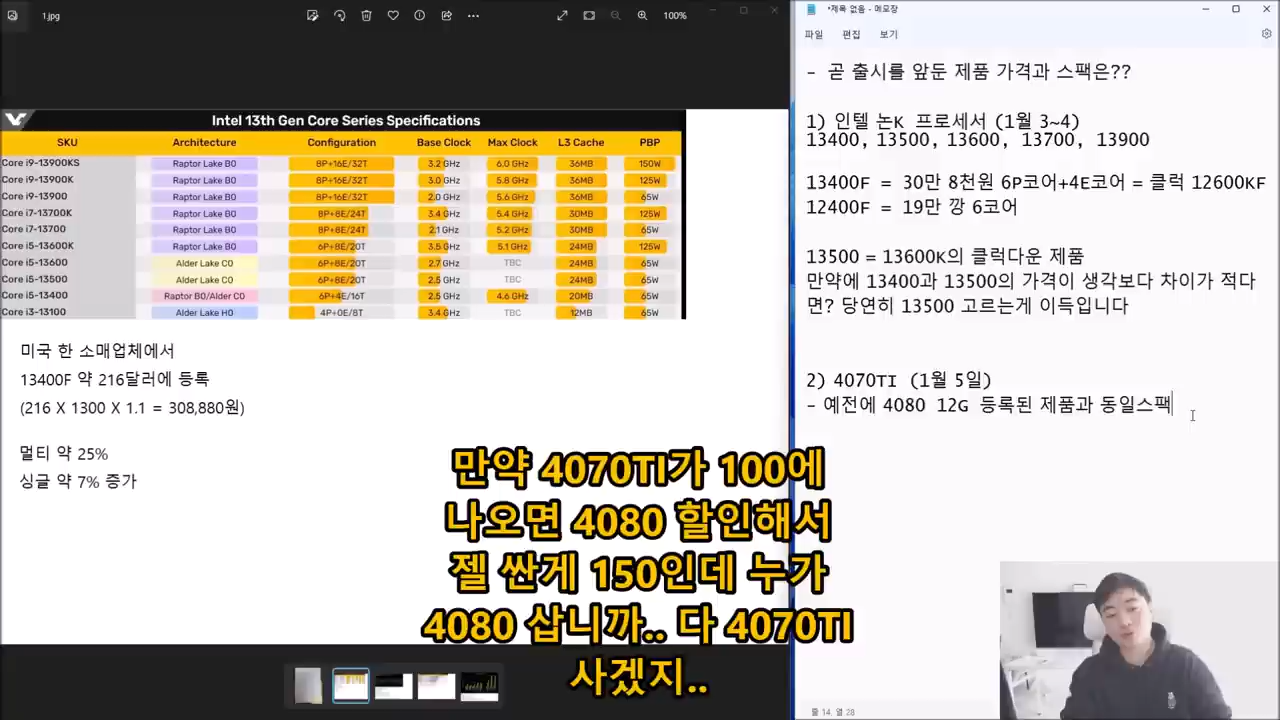 1.jpg
100%
Intel 13th Gen Core Series Specifications
SKU Architecture Configuration Base Clock Max Clock L3 Cache PBP
Core i9-13900KS Raptor Lake B0 8P+16E/32T 3.2 GHz 6.0 GHz 36MB 150W
Core i9-13900K Raptor Lake B0 8P+16E/32T 3.0 GHz 5.8 GHz 36MB 125W
Core i9-13900 Raptor Lake B0 8P+16E/32T 2.0 GHz 5.6 GHz 36MB 65W
Core i7-13700K Raptor Lake B0 8P+8E/24T 3.4 GHz 5.4 GHz 30MB 125W
Core i7-13700 Raptor Lake B0 8P+8E/24T 2.1 GHz 5.2 GHz 30MB 65W
Core i5-13600K Raptor Lake B0 6P+8E/20T 3.5 GHz 5.1 GHz 24MB 125W
Core i5-13600 Alder Lake C0 6P+8E/20T 2.7 GHz TBC 24MB 65W
Core i5-13500 Alder Lake C0 6P+8E/20T 2.5 GHz TBC 24MB 65W
Core i5-13400 Raptor B0/Alder C0 6P+4E/16T 2.5 GHz 4.6 GHz 20MB 65W
Core i3-13100 Alder Lake H0 4P+0E/8T 3.4 GHz TBC 12MB 65W
미국 한 소매업체에서
13400F 약 216달러에 등록
(216 X 1300 X 1.1 = 308,880원)
멀티 약 25%
싱글 약 7% 증가
*제목 없음 - 메모장
파일 편집 보기
- 곧 출시를 앞둔 제품 가격과 스팩은??
1) 인텔 논K 프로세서 (1월 3~4)
13400, 13500, 13600, 13700, 13900
13400F = 30만 8천원 6P코어+4E코어 = 클럭 12600KF
12400F = 19만 깡 6코어
13500 = 13600K의 클럭다운 제품
만약에 13400과 13500의 가격이 생각보다 차이가 적다
면? 당연히 13500 고르는게 이득입니다
2) 4070TI (1월 5일)
- 예전에 4080 12G 등록된 제품과 동일스팩
만약 4070TI가 100에
나오면 4080 할인해서
젤 싼게 150인데 누가
4080 삽니까.. 다 4070TI
사겠지..
줄 14, 열 28